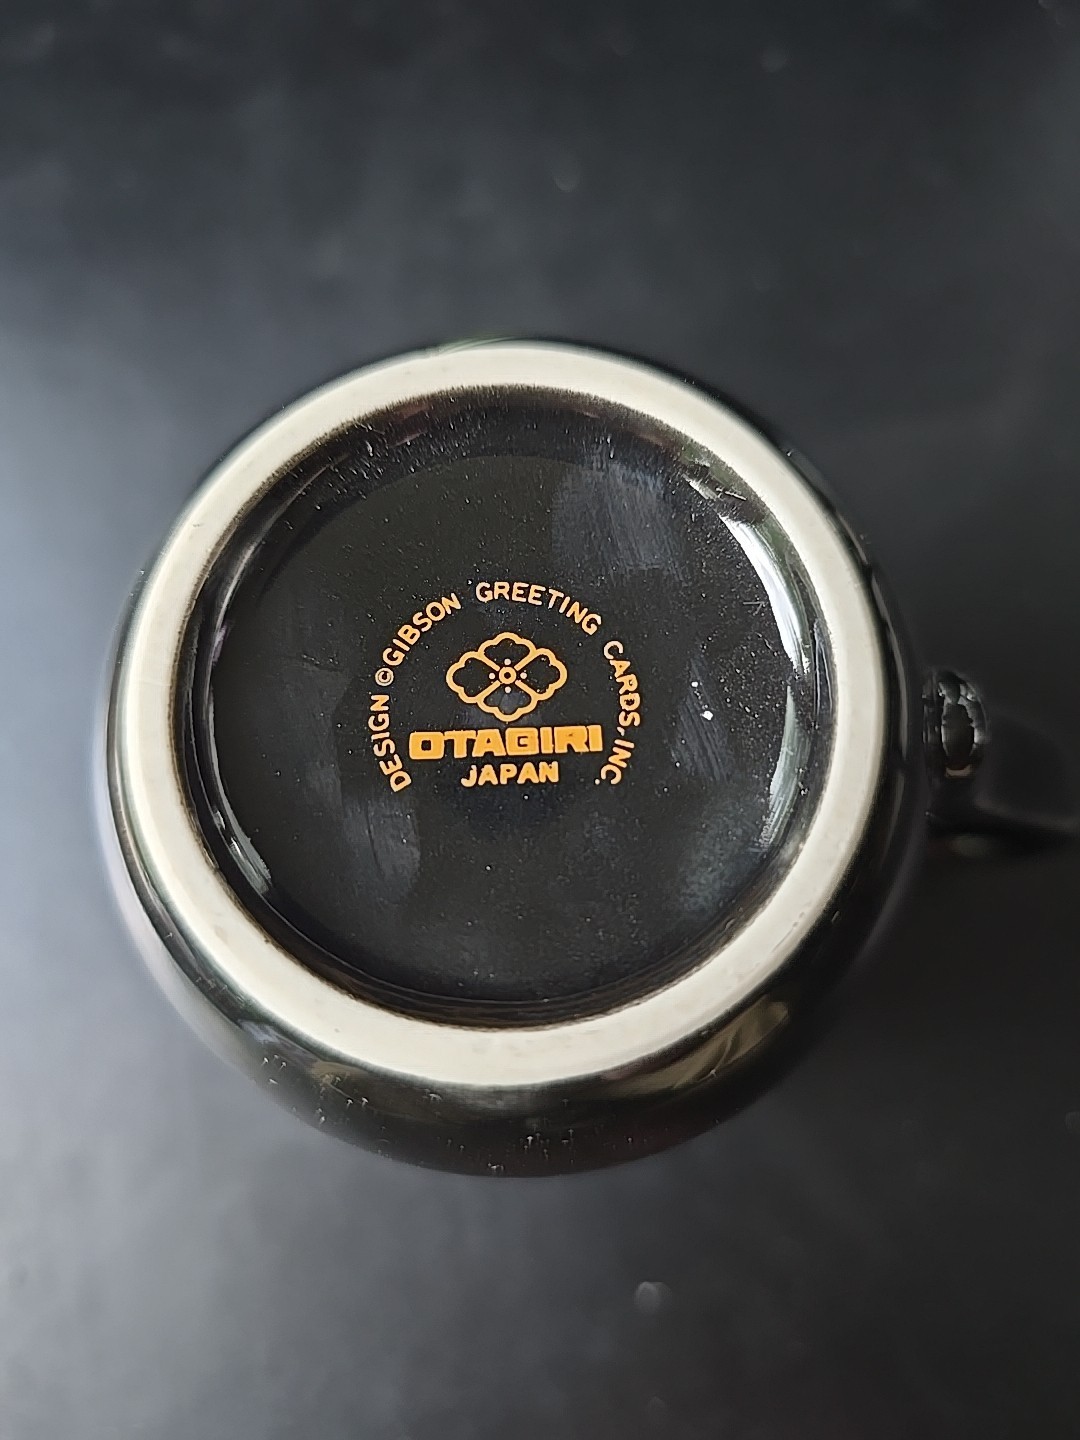 DESIGN © GIBSON GREETING CARDS, INC.
OTAGIRI
JAPAN